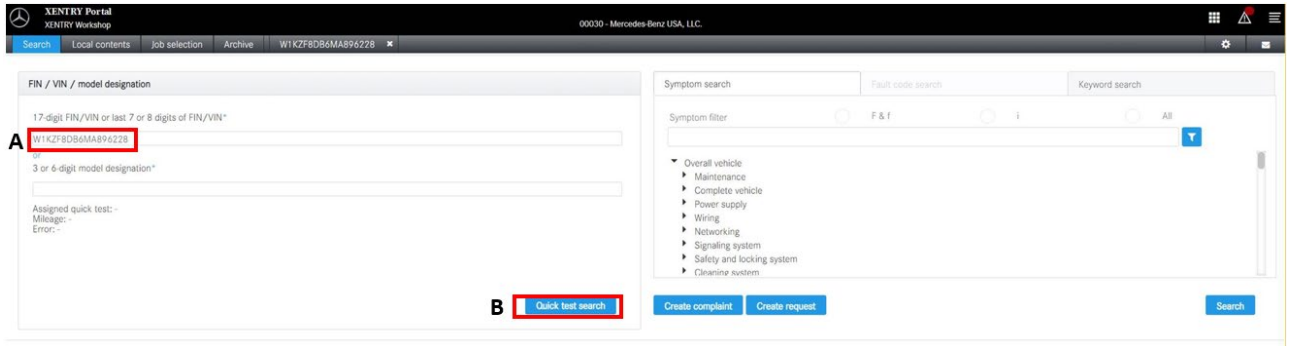 XENTRY Portal
XENTRY Workshop
00030 - Mercedes-Benz USA, LLC.
Search Local contents Job selection Archive W1KZF8DB6MA896228 ×
FIN / VIN / model designation
17-digit FIN/VIN or last 7 or 8 digits of FIN/VIN*
A W1KZF8DB6MA896228
or
3 or 6-digit model designation*
Assigned quick test: -
Mileage: -
Error: -
B Quick test search
Symptom search Fault code search Keyword search
Symptom filter F & f i All
Overall vehicle
Maintenance
Complete vehicle
Power supply
Wiring
Networking
Signaling system
Safety and locking system
Cleaning system
Create complaint Create request Search